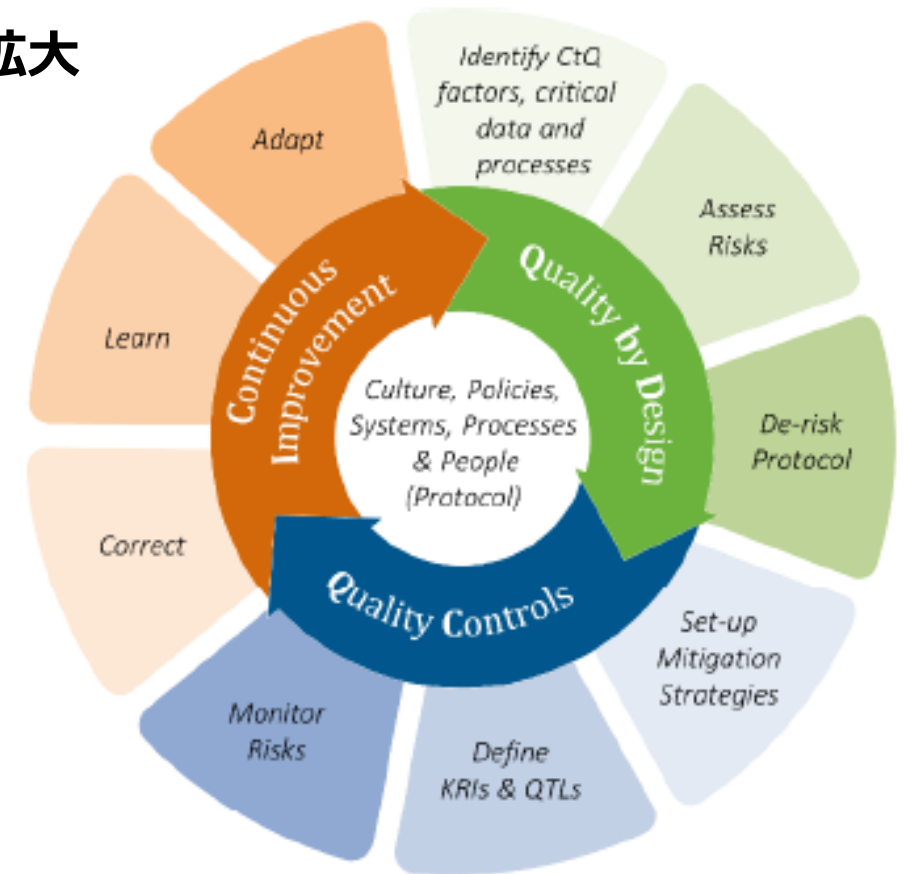 拡大
Identify CtQ
factors, critical
data and
processes
Assess
Risks
De-risk
Protocol
Set-up
Mitigation
Strategies
Define
KRIs & QTLs
Monitor
Risks
Correct
Learn
Adapt
Quality by Design
Quality Controls
Continuous
Improvement
Culture, Policies,
Systems, Processes
& People
(Protocol)